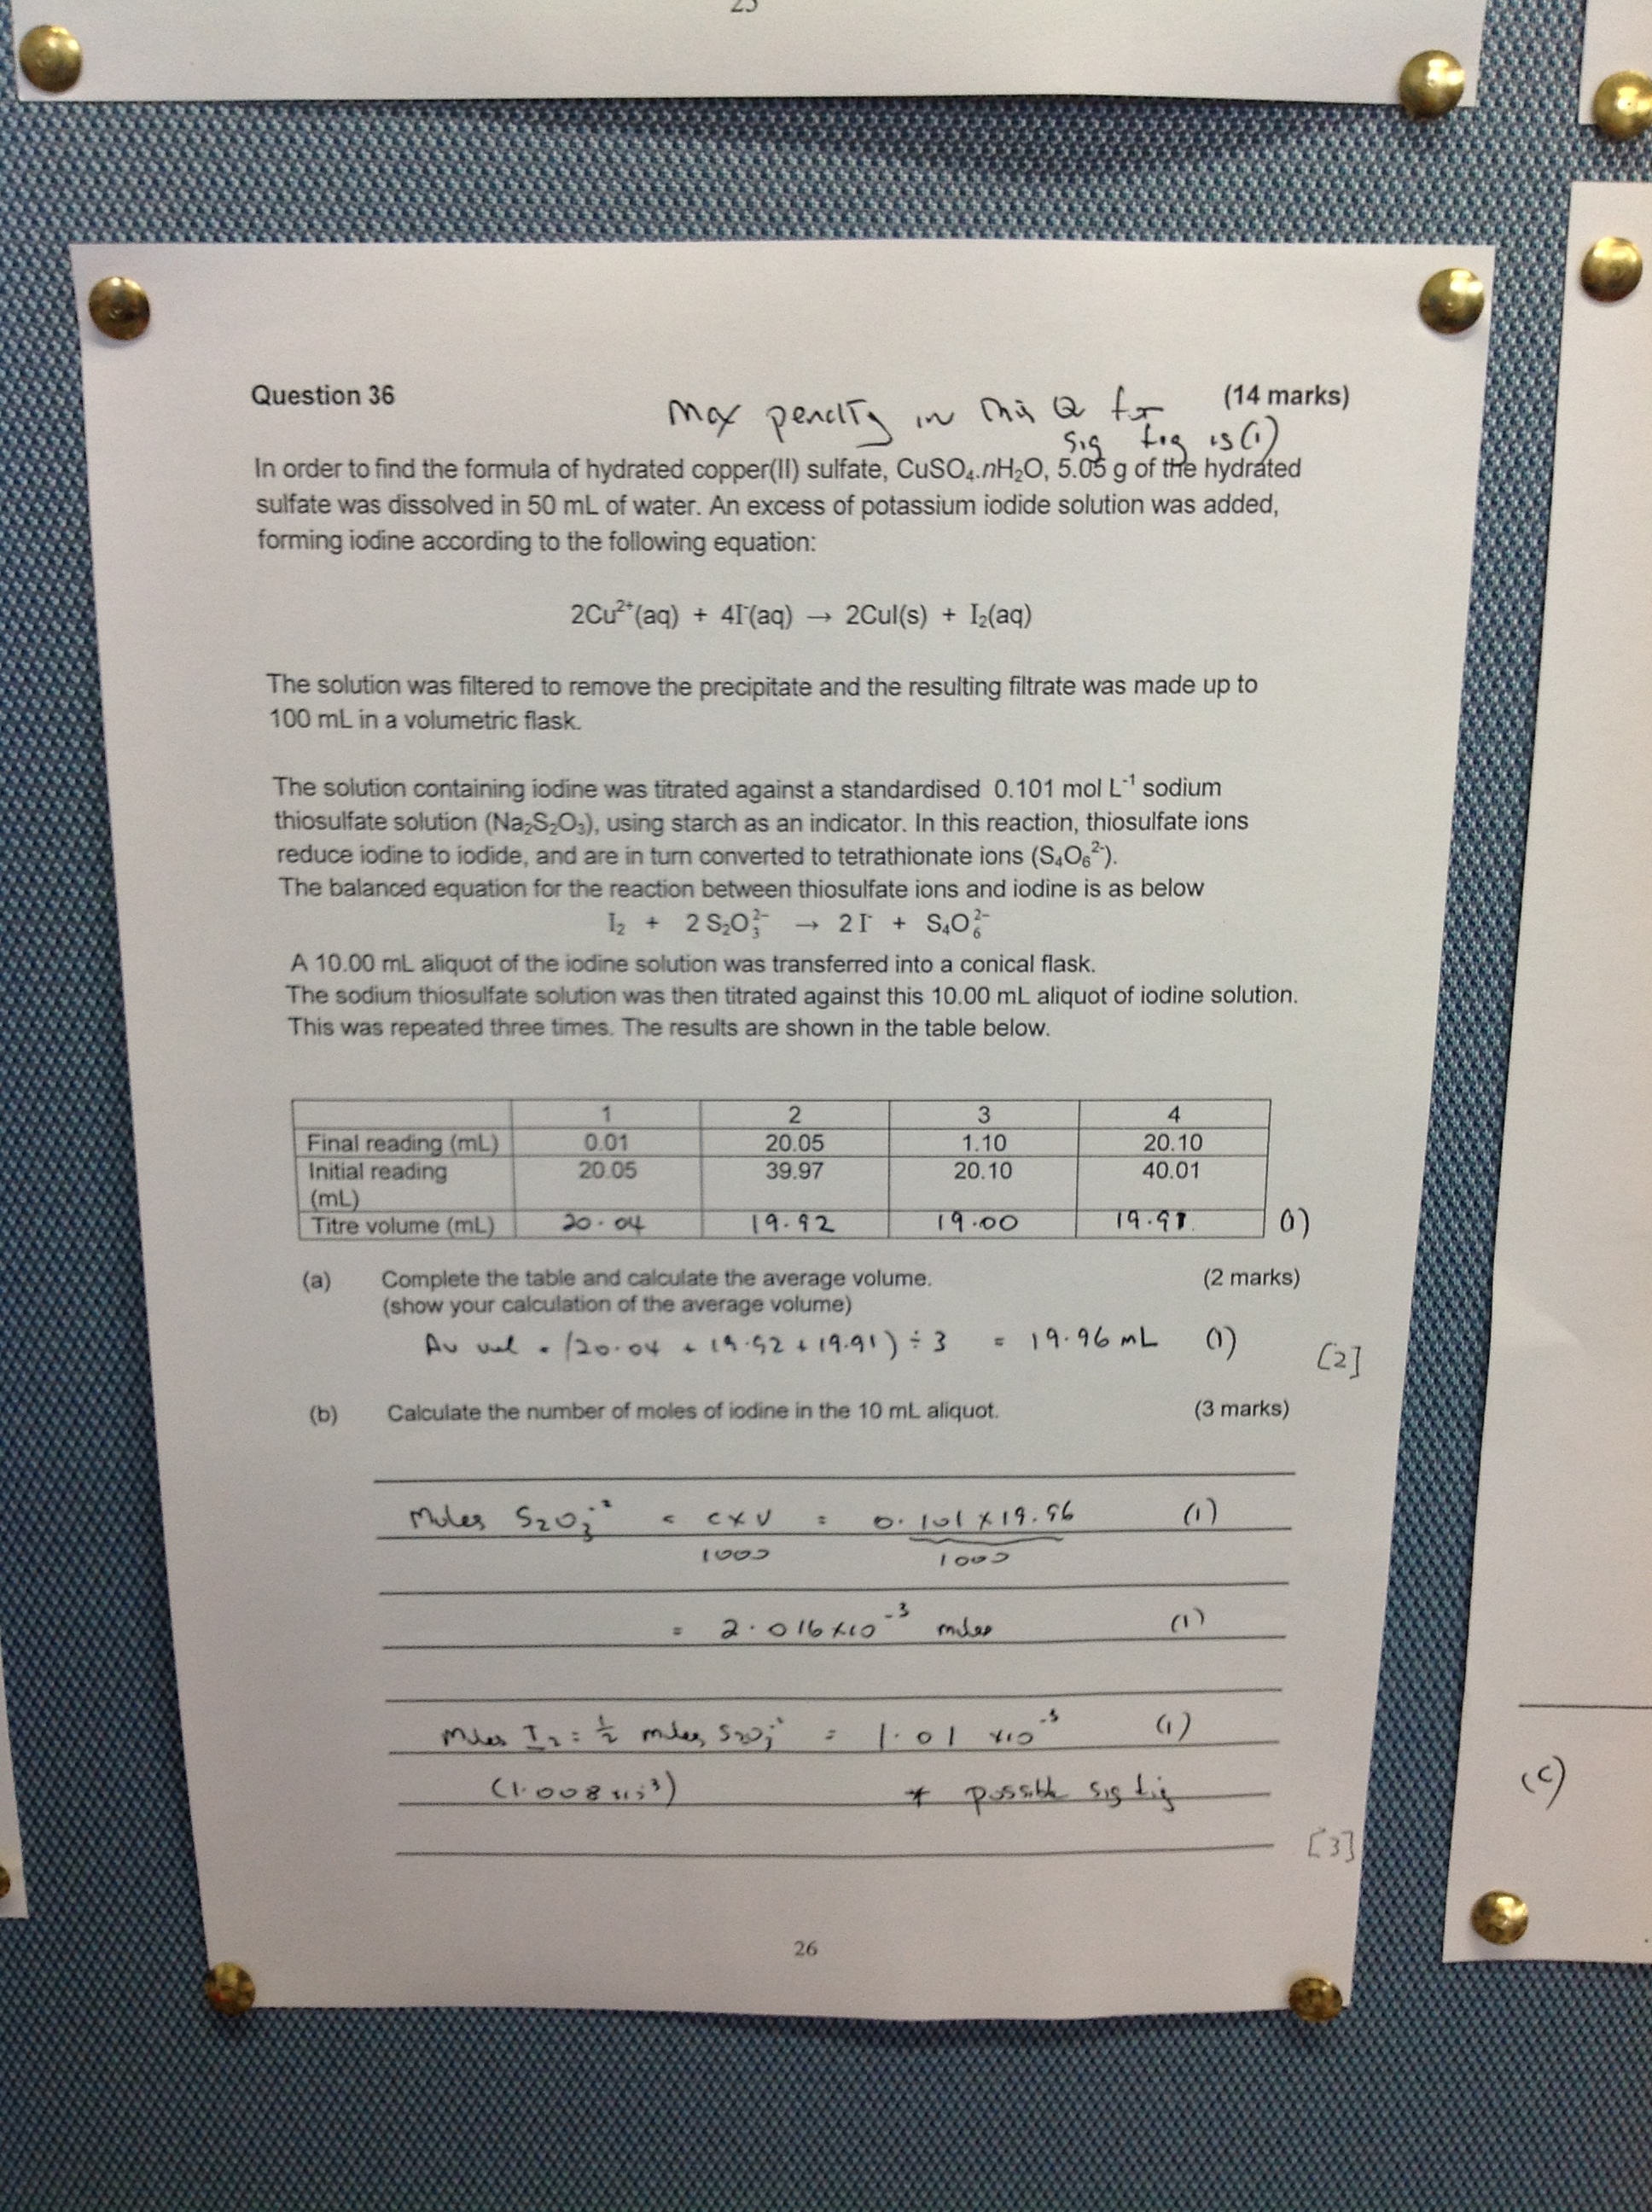 25
Question 36 (14 marks)
Max penalty in this Q for
sig fig is (1)
In order to find the formula of hydrated copper(II) sulfate, CuSO₄.nH₂O, 5.05 g of the hydrated
sulfate was dissolved in 50 mL of water. An excess of potassium iodide solution was added,
forming iodine according to the following equation:
2Cu²⁺(aq) + 4I⁻(aq) → 2CuI(s) + I₂(aq)
The solution was filtered to remove the precipitate and the resulting filtrate was made up to
100 mL in a volumetric flask.
The solution containing iodine was titrated against a standardised 0.101 mol L⁻¹ sodium
thiosulfate solution (Na₂S₂O₃), using starch as an indicator. In this reaction, thiosulfate ions
reduce iodine to iodide, and are in turn converted to tetrathionate ions (S₄O₆²⁻).
The balanced equation for the reaction between thiosulfate ions and iodine is as below
I₂ + 2 S₂O₃²⁻ → 2 I⁻ + S₄O₆²⁻
A 10.00 mL aliquot of the iodine solution was transferred into a conical flask.
The sodium thiosulfate solution was then titrated against this 10.00 mL aliquot of iodine solution.
This was repeated three times. The results are shown in the table below.
1 2 3 4
Final reading (mL) 0.01 20.05 1.10 20.10
Initial reading 20.05 39.97 20.10 40.01
(mL)
Titre volume (mL) 20.04 19.92 19.00 19.91 (1)
(a) Complete the table and calculate the average volume. (2 marks)
(show your calculation of the average volume)
Av vol = (20.04 + 19.92 + 19.91) ÷ 3 = 19.96 mL (1)
[2]
(b) Calculate the number of moles of iodine in the 10 mL aliquot. (3 marks)
Moles S₂O₃⁻² = c x v = 0.101 x 19.96 (1)
1000 1000
= 2.016 x10⁻³ moles (1)
Moles I₂ = ½ moles S₂O₃⁻² = 1.01 x10⁻³ (1)
(1.008 x10⁻³) * possible sig fig
[3]
(c)
26